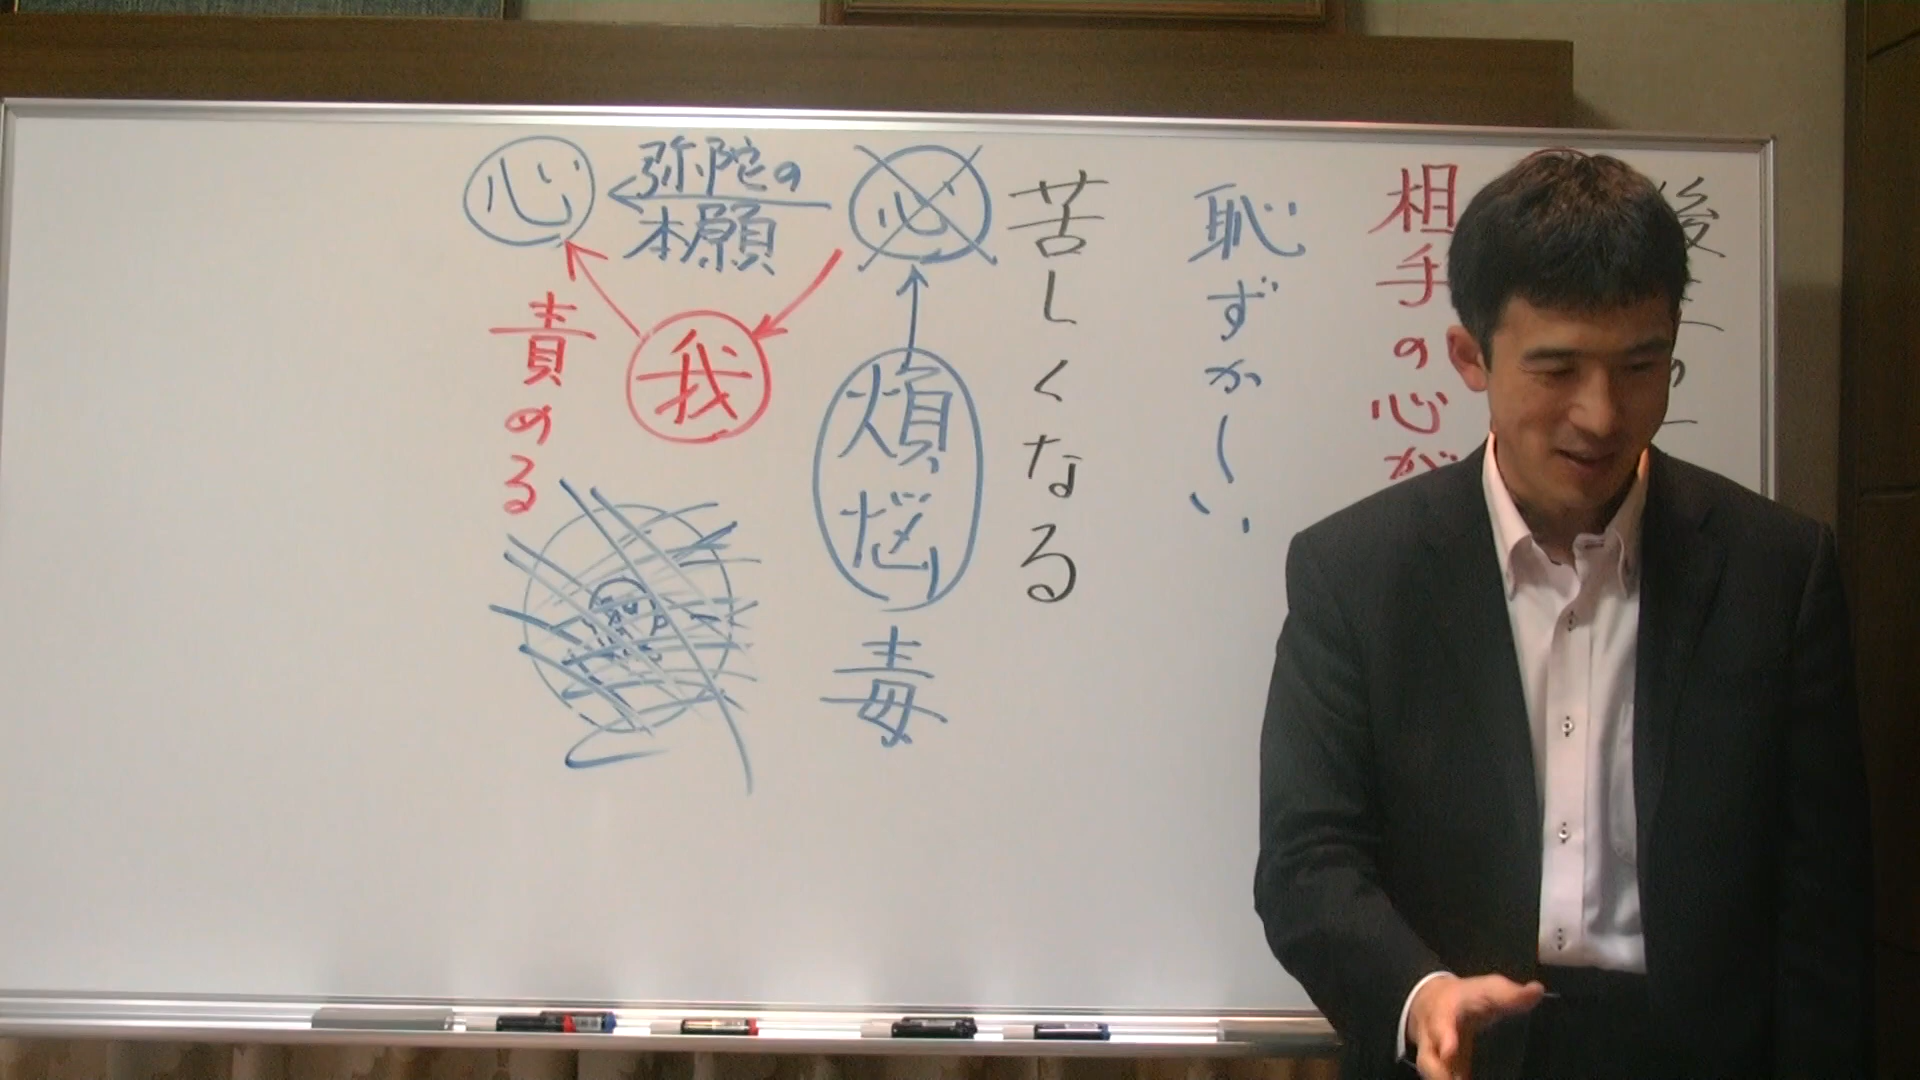 後
相手の心が
恥ずかしい
苦しくなる
心
煩悩
毒
弥陀の
本願
我
心
責める